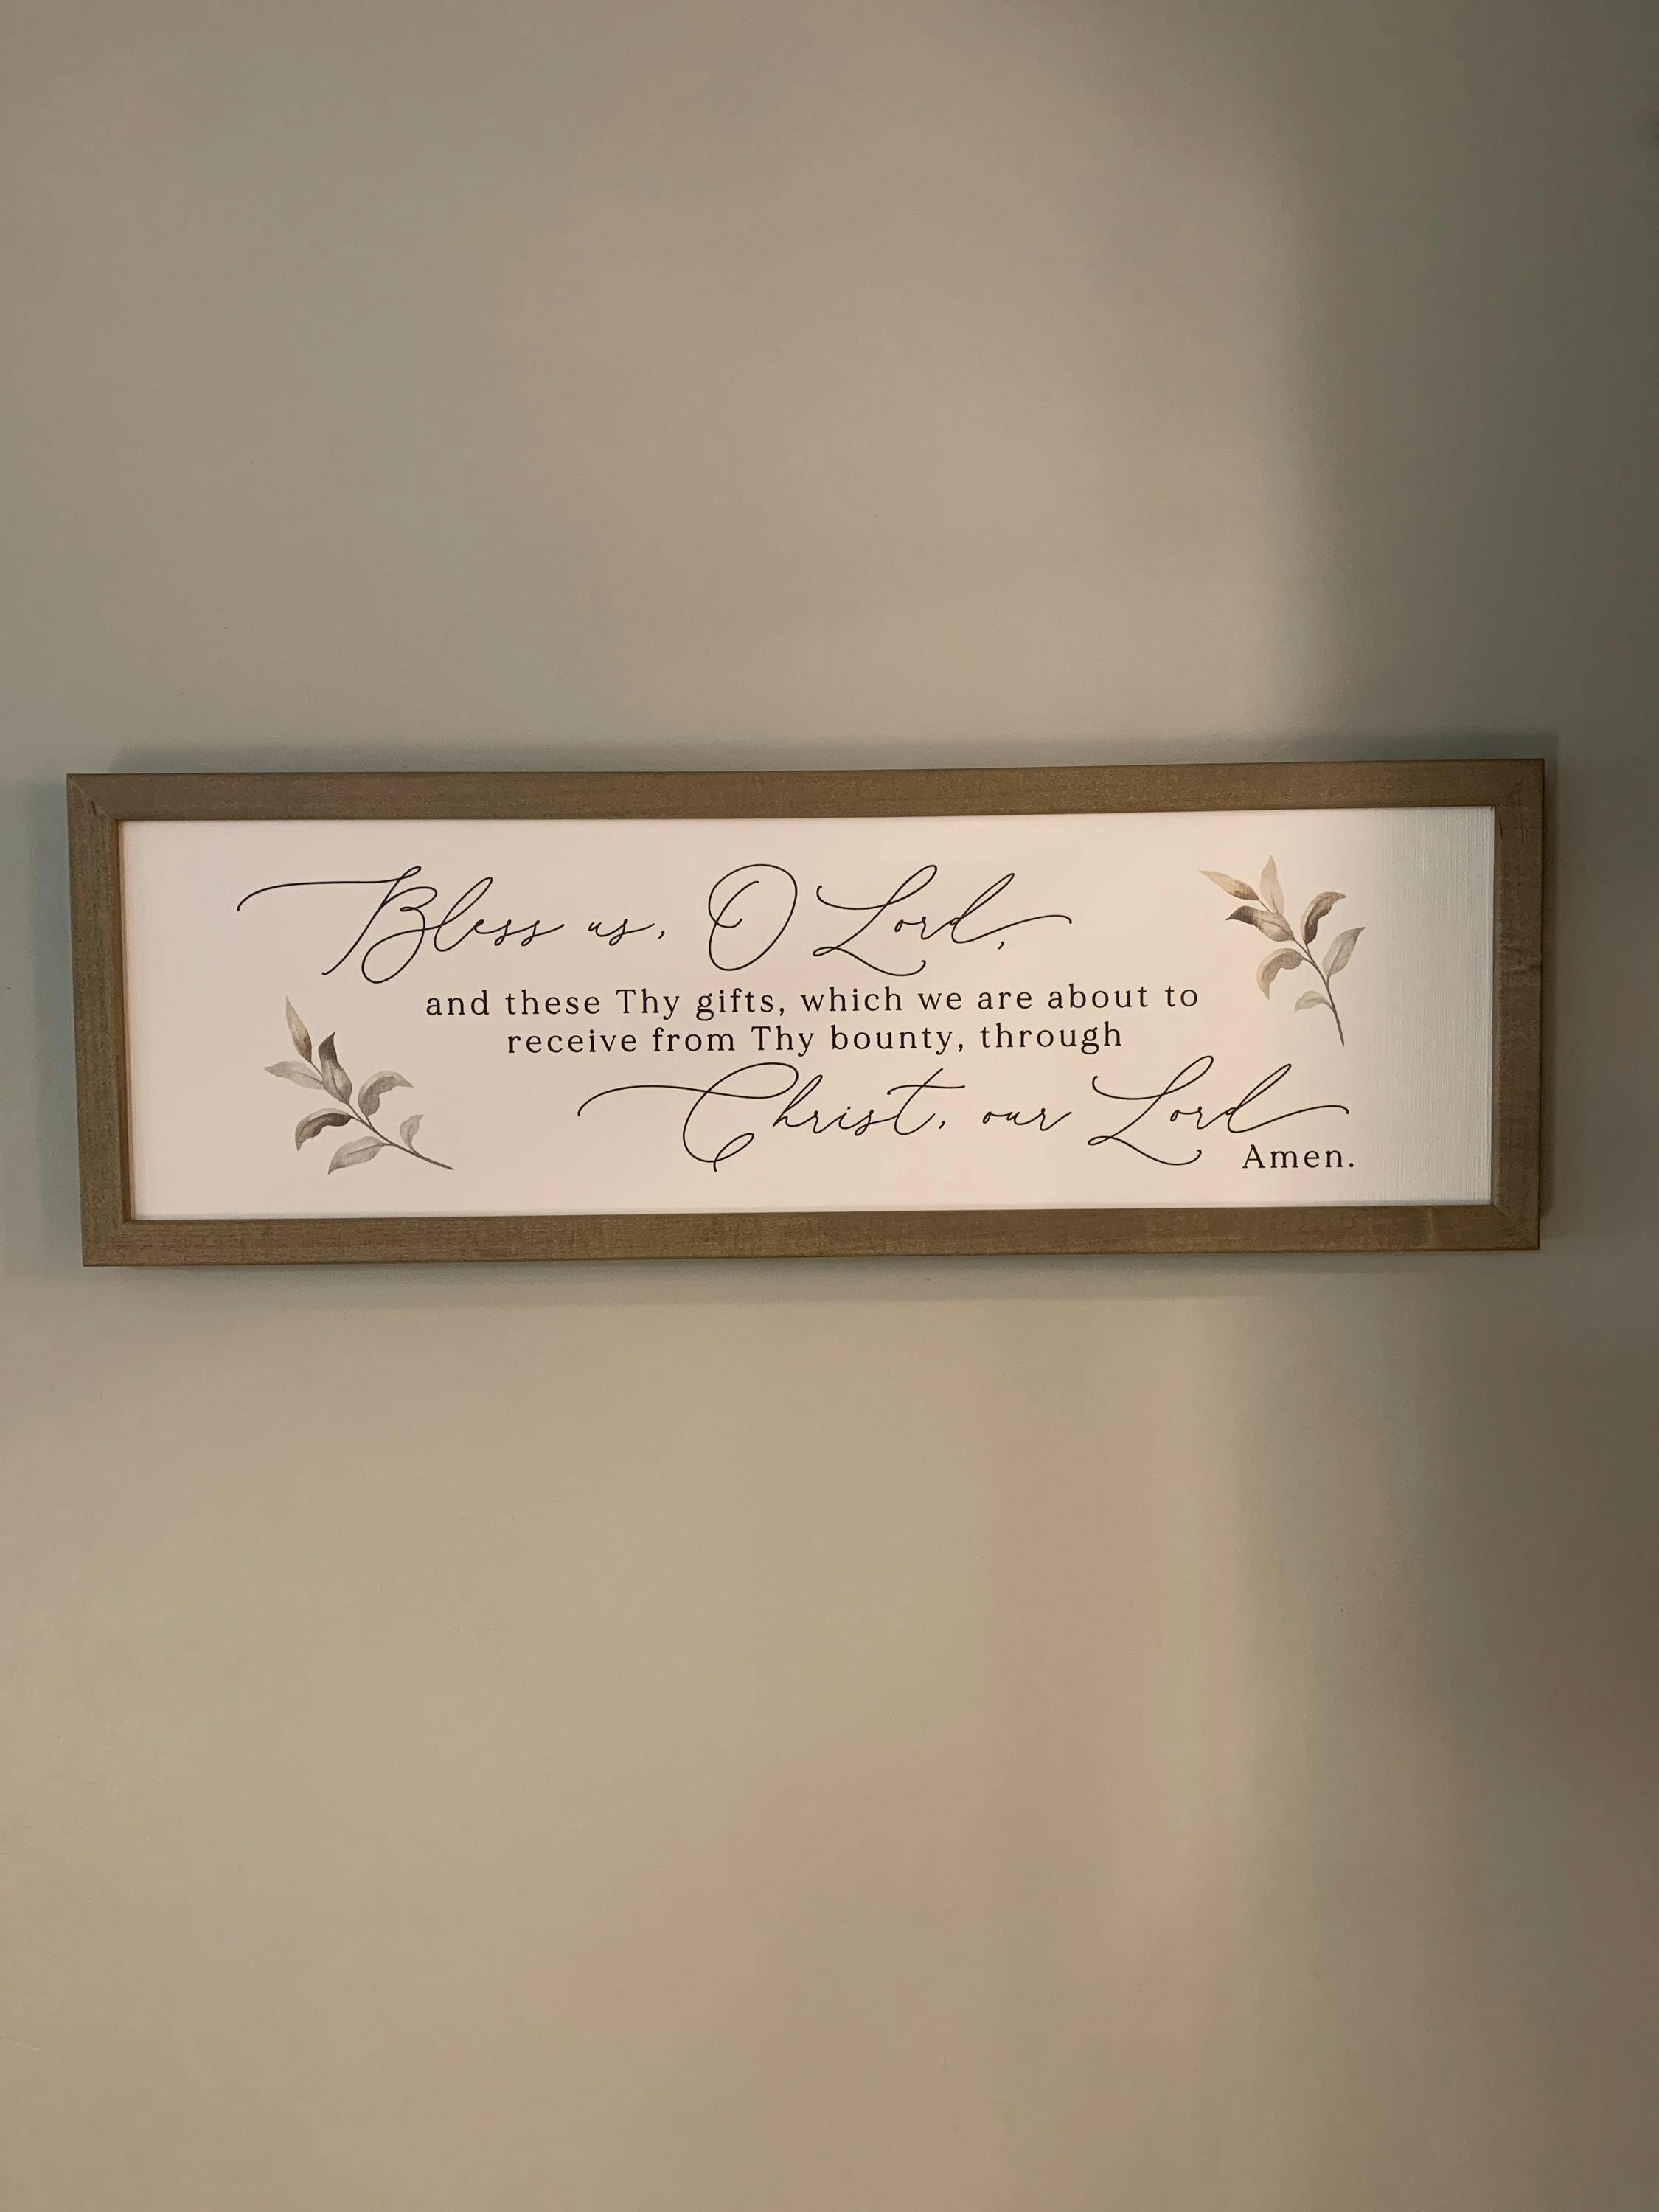 Bless us, O Lord,
and these Thy gifts, which we are about to
receive from Thy bounty, through
Christ, our Lord
Amen.